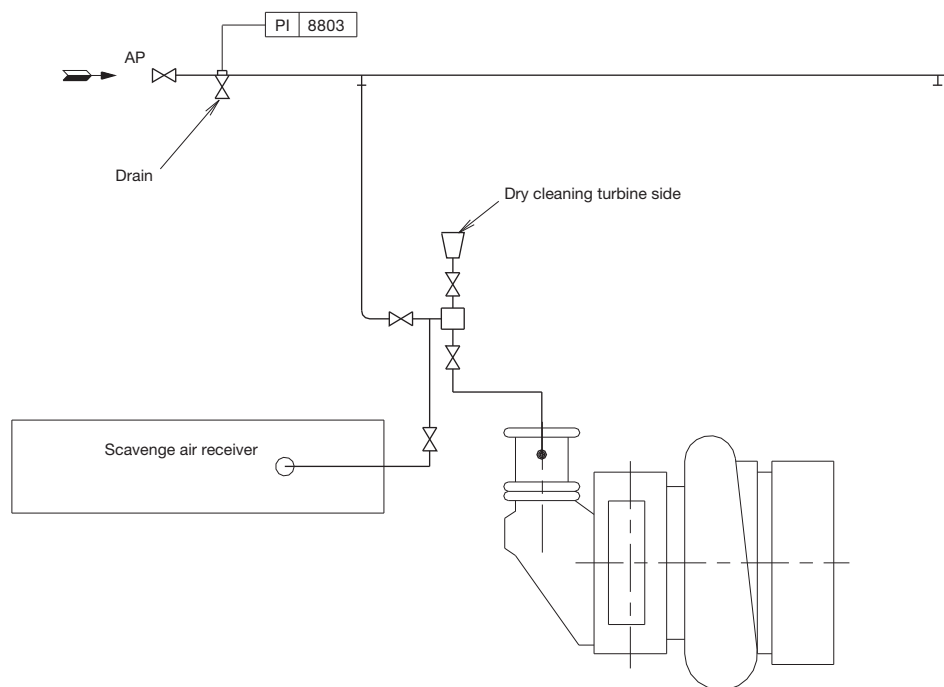 PI 8803
AP
Drain
Dry cleaning turbine side
Scavenge air receiver